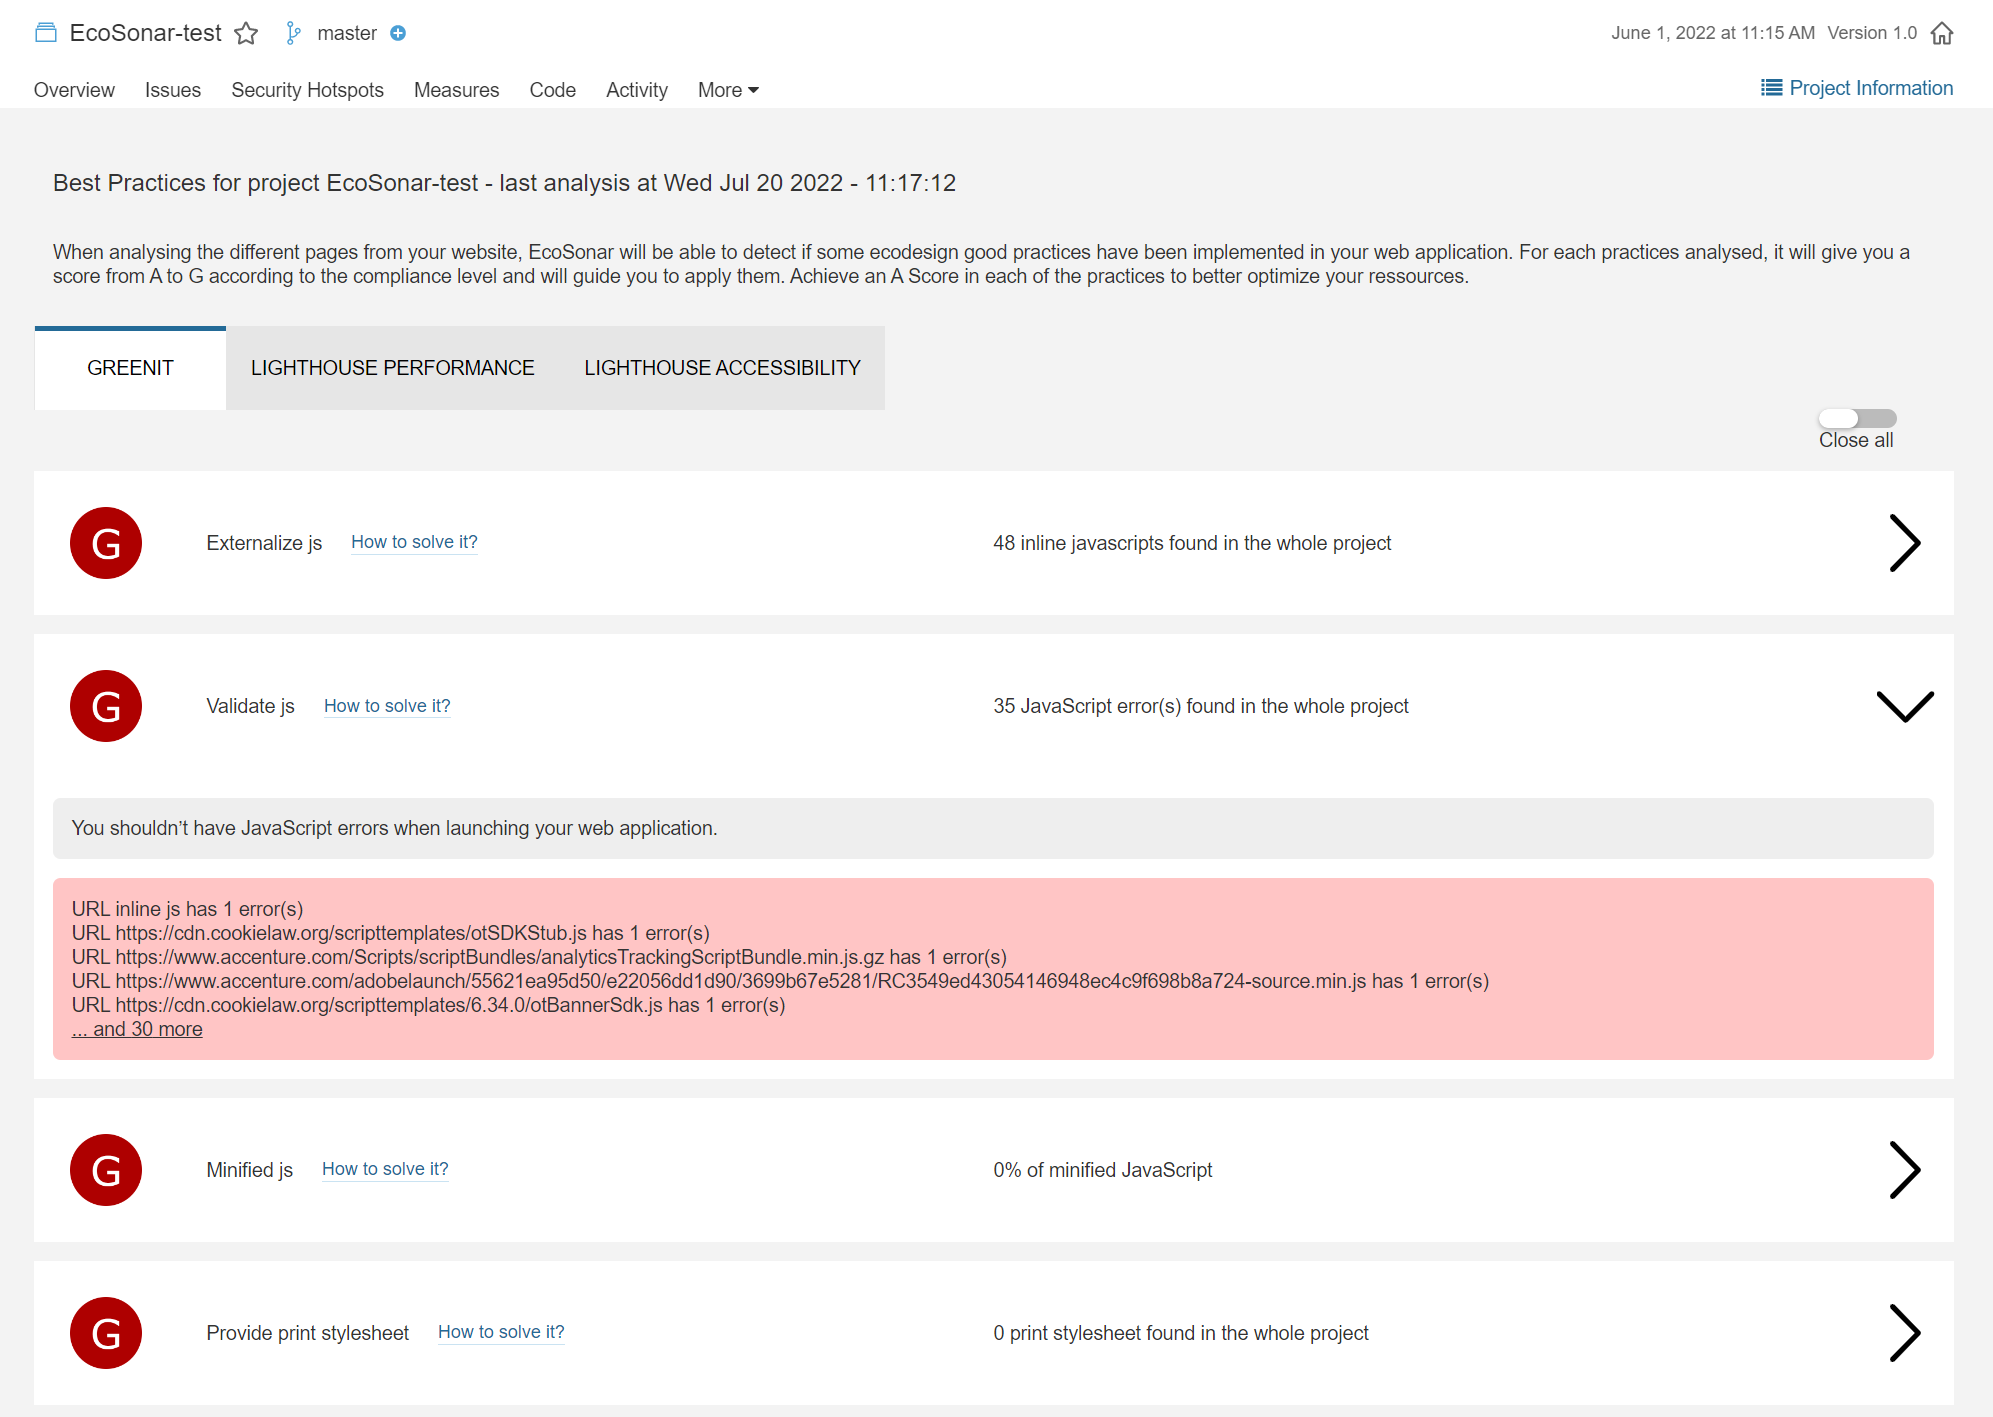 EcoSonar-test master June 1, 2022 at 11:15 AM Version 1.0
Overview Issues Security Hotspots Measures Code Activity More Project Information
Best Practices for project EcoSonar-test - last analysis at Wed Jul 20 2022 - 11:17:12
When analysing the different pages from your website, EcoSonar will be able to detect if some ecodesign good practices have been implemented in your web application. For each practices analysed, it will give you a
score from A to G according to the compliance level and will guide you to apply them. Achieve an A Score in each of the practices to better optimize your ressources.
GREENIT LIGHTHOUSE PERFORMANCE LIGHTHOUSE ACCESSIBILITY
Close all
G Externalize js How to solve it? 48 inline javascripts found in the whole project
G Validate js How to solve it? 35 JavaScript error(s) found in the whole project
You shouldn’t have JavaScript errors when launching your web application.
URL inline js has 1 error(s)
URL https://cdn.cookielaw.org/scripttemplates/otSDKStub.js has 1 error(s)
URL https://www.accenture.com/Scripts/scriptBundles/analyticsTrackingScriptBundle.min.js.gz has 1 error(s)
URL https://www.accenture.com/adobelaunch/55621ea95d50/e22056dd1d90/3699b67e5281/RC3549ed43054146948ec4c9f698b8a724-source.min.js has 1 error(s)
URL https://cdn.cookielaw.org/scripttemplates/6.34.0/otBannerSdk.js has 1 error(s)
... and 30 more
G Minified js How to solve it? 0% of minified JavaScript
G Provide print stylesheet How to solve it? 0 print stylesheet found in the whole project